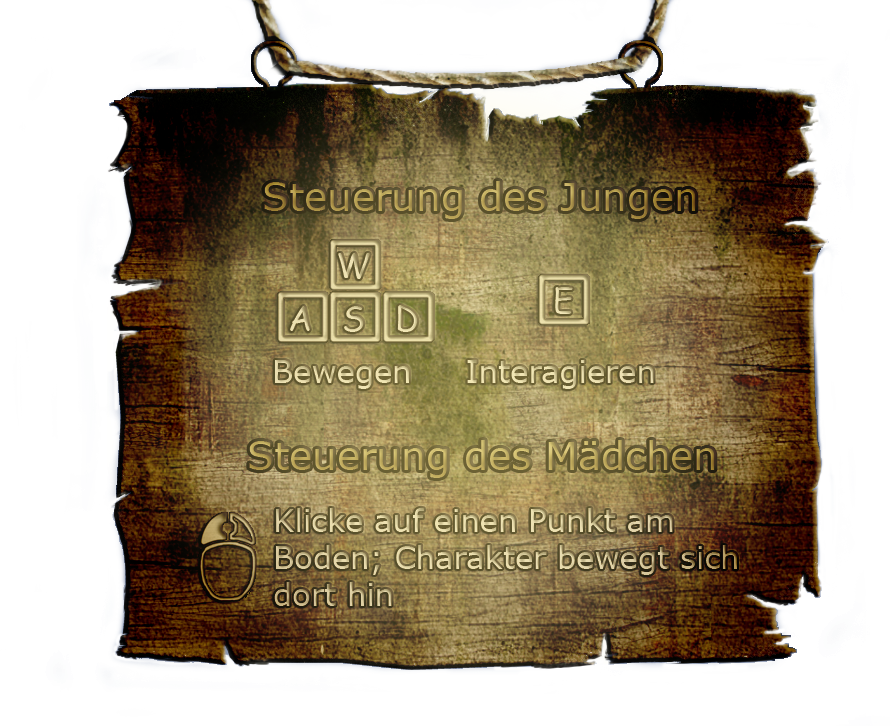 Steuerung des Jungen
W
A S D
E
Bewegen
Interagieren
Steuerung des Mädchen
Klicke auf einen Punkt am
Boden; Charakter bewegt sich
dort hin